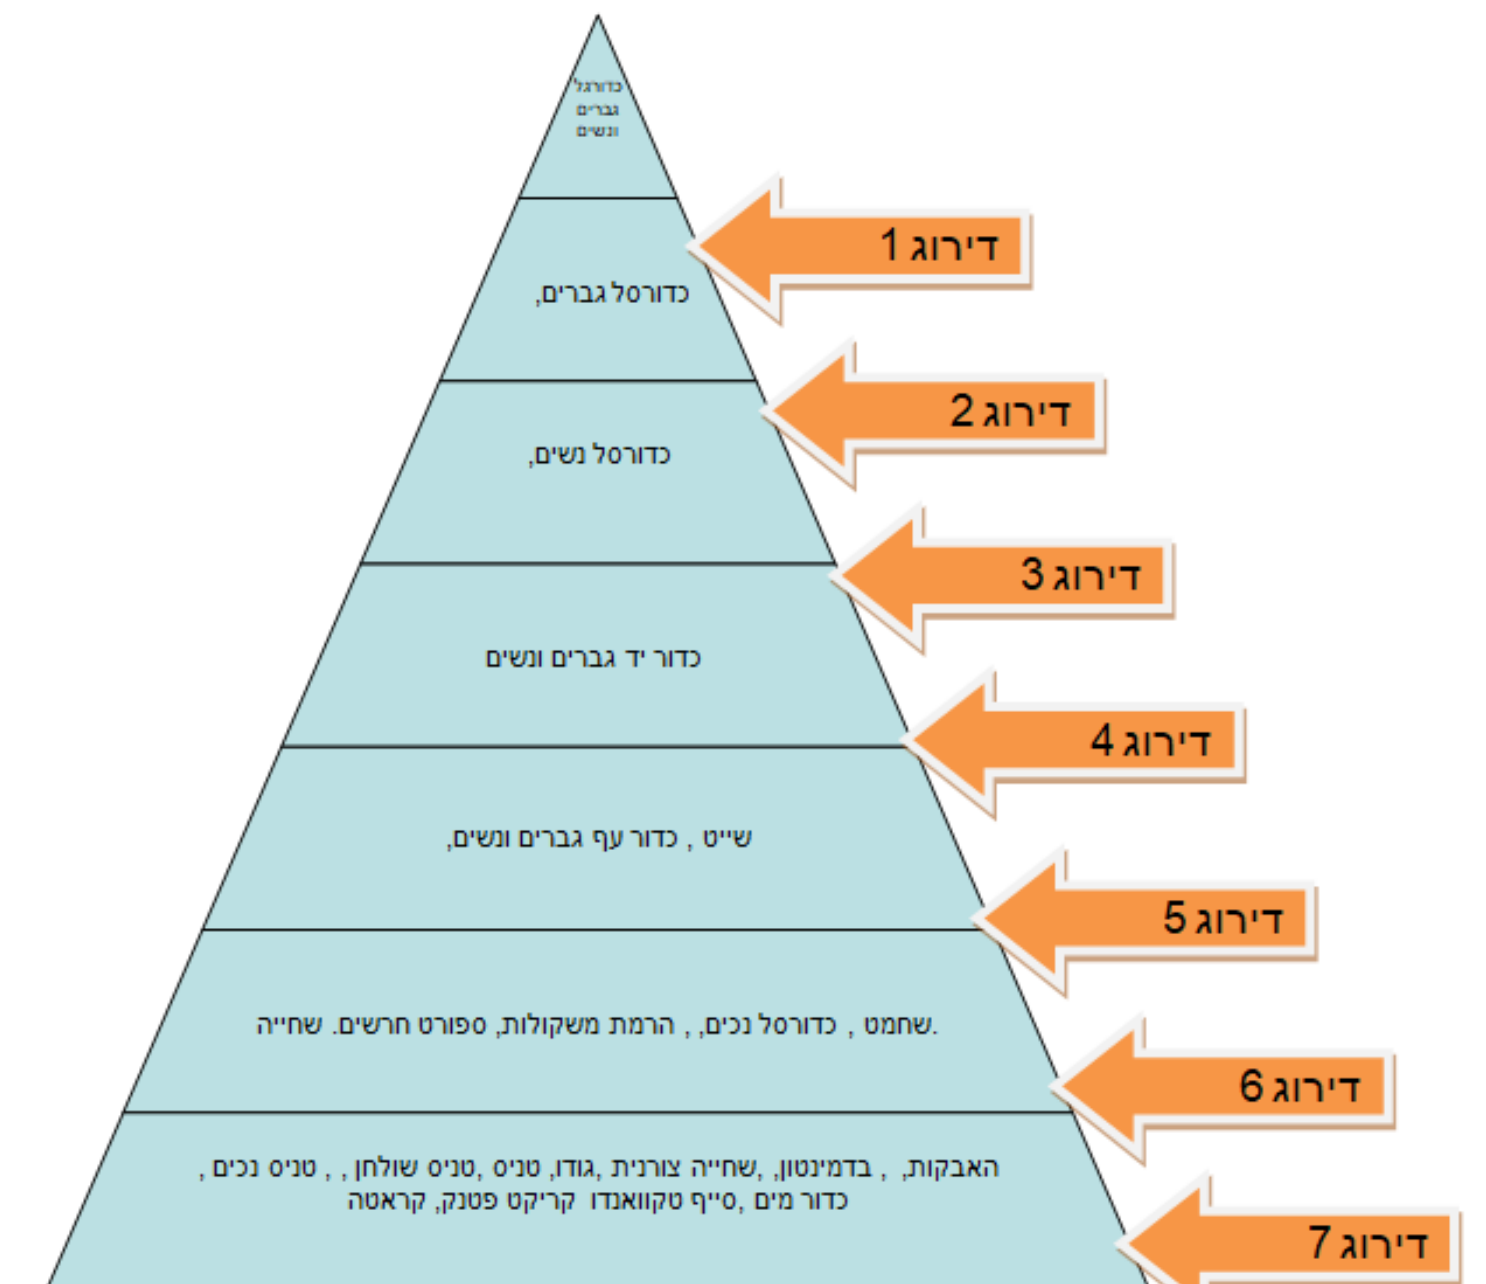 כדורגל
גברים
ונשים
דירוג 1
כדורסל גברים,
דירוג 2
כדורסל נשים,
דירוג 3
כדור יד גברים ונשים
דירוג 4
שייט , כדור עף גברים ונשים,
דירוג 5
.שחמט , כדורסל נכים, , הרמת משקולות, ספורט חרשים. שחייה
דירוג 6
האבקות, , בדמינטון, ,שחייה צורנית ,גודו, טניס ,טניס שולחן , , טניס נכים ,
כדור מים ,סייף טקוואנדו קריקט פטנק, קראטה
דירוג 7